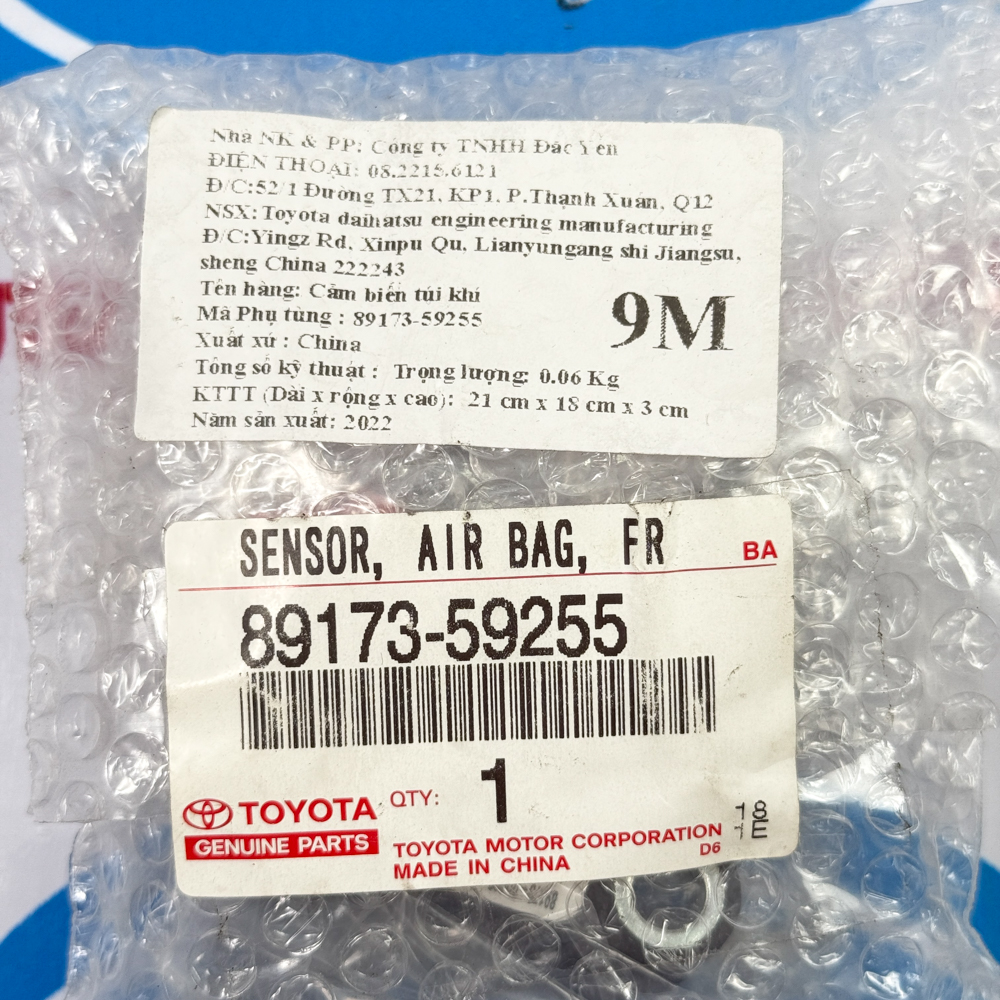 Nhà NK & PP: Công ty TNHH Đắc Yến
ĐIỆN THOẠI: 08.2215.6121
Đ/C:52/1 Đường TX21, KP1, P.Thạnh Xuân, Q12
NSX: Toyota daihatsu engineering manufacturing
Đ/C:Yingz Rd, Xinpu Qu, Lianyungang shi Jiangsu,
sheng China 222243
Tên hàng: Cảm biến túi khí
Mã Phụ tùng : 89173-59255
Xuất xứ : China
9M
Tông số kỹ thuật : Trọng lượng: 0.06 Kg
KTTT (Dài x rộng x cao): 21 cm x 18 cm x 3 cm
Năm sản xuất: 2022
SENSOR, AIR BAG, FR
BA
89173-59255
QTY: 1
TOYOTA
GENUINE PARTS
TOYOTA MOTOR CORPORATION
MADE IN CHINA
D6